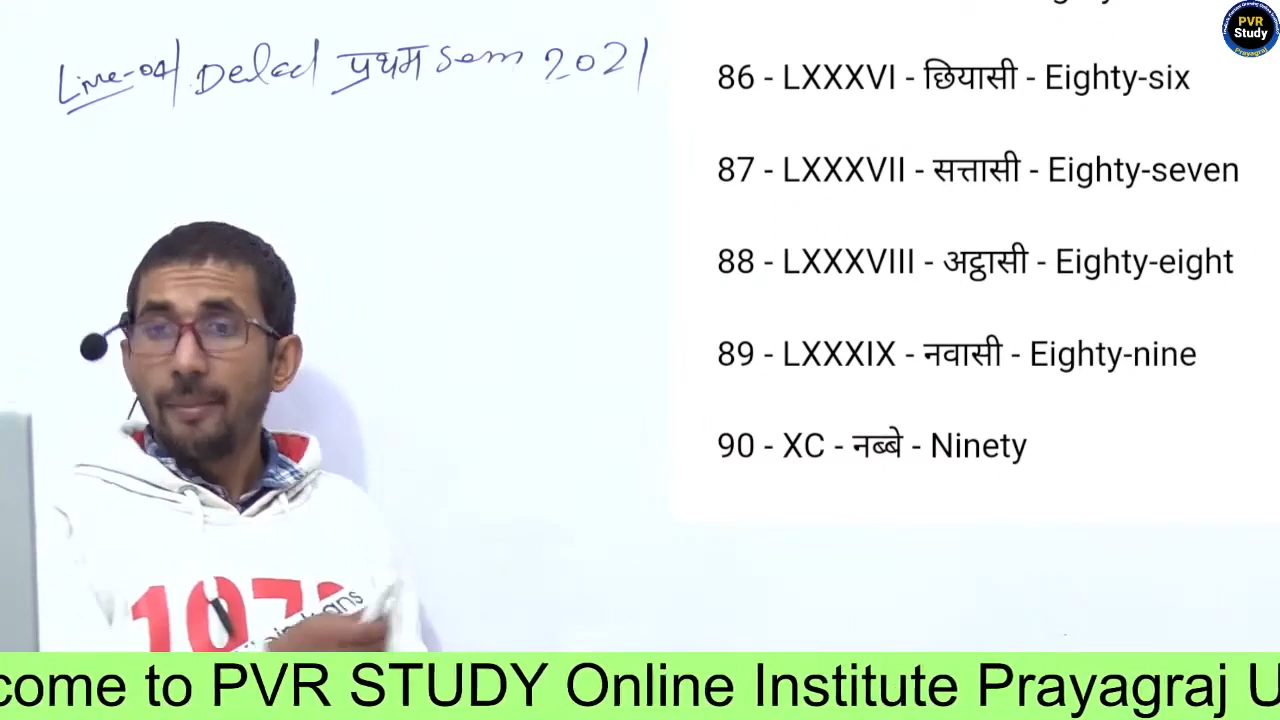 Live-04 Deled प्रथम Sem 2021
86 - LXXXVI - छियासी - Eighty-six
87 - LXXXVII - सत्तासी - Eighty-seven
88 - LXXXVIII - अट्ठासी - Eighty-eight
89 - LXXXIX - नवासी - Eighty-nine
90 - XC - नब्बे - Ninety
PVR
Study
Prayagraj
197
come to PVR STUDY Online Institute Prayagraj U